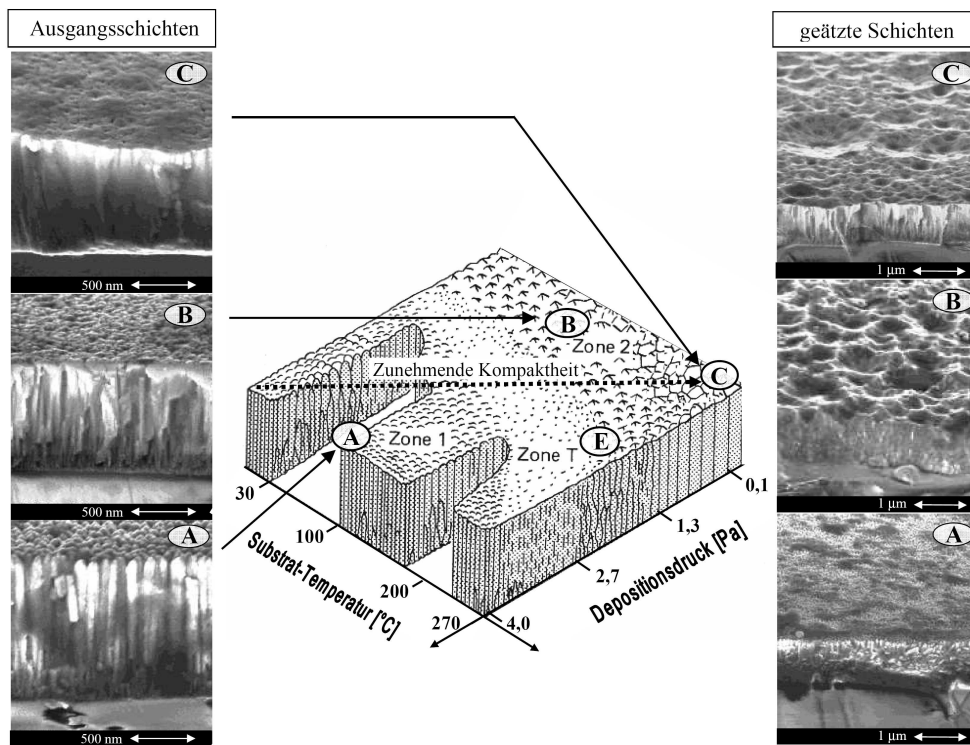 Ausgangsschichten
C
500 nm
B
500 nm
A
500 nm
geätzte Schichten
C
1 µm
B
1 µm
A
1 µm
B
Zone 2
Zunehmende Kompaktheit
C
A
Zone 1
Zone T
E
30
100
200
270
Substrat-Temperatur [°C]
0,1
1,3
2,7
4,0
Depositionsdruck [Pa]